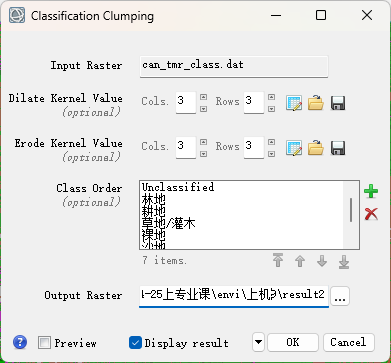 Classification Clumping
Input Raster can_tmr_class.dat
Dilate Kernel Value Cols. 3 Rows 3
(optional)
Erode Kernel Value Cols. 3 Rows 3
(optional)
Class Order Unclassified
(optional) 林地
耕地
草地/灌木
裸地
7 items.
Output Raster -25上专业课\envi\上机\result2 ...
Preview Display result OK Cancel